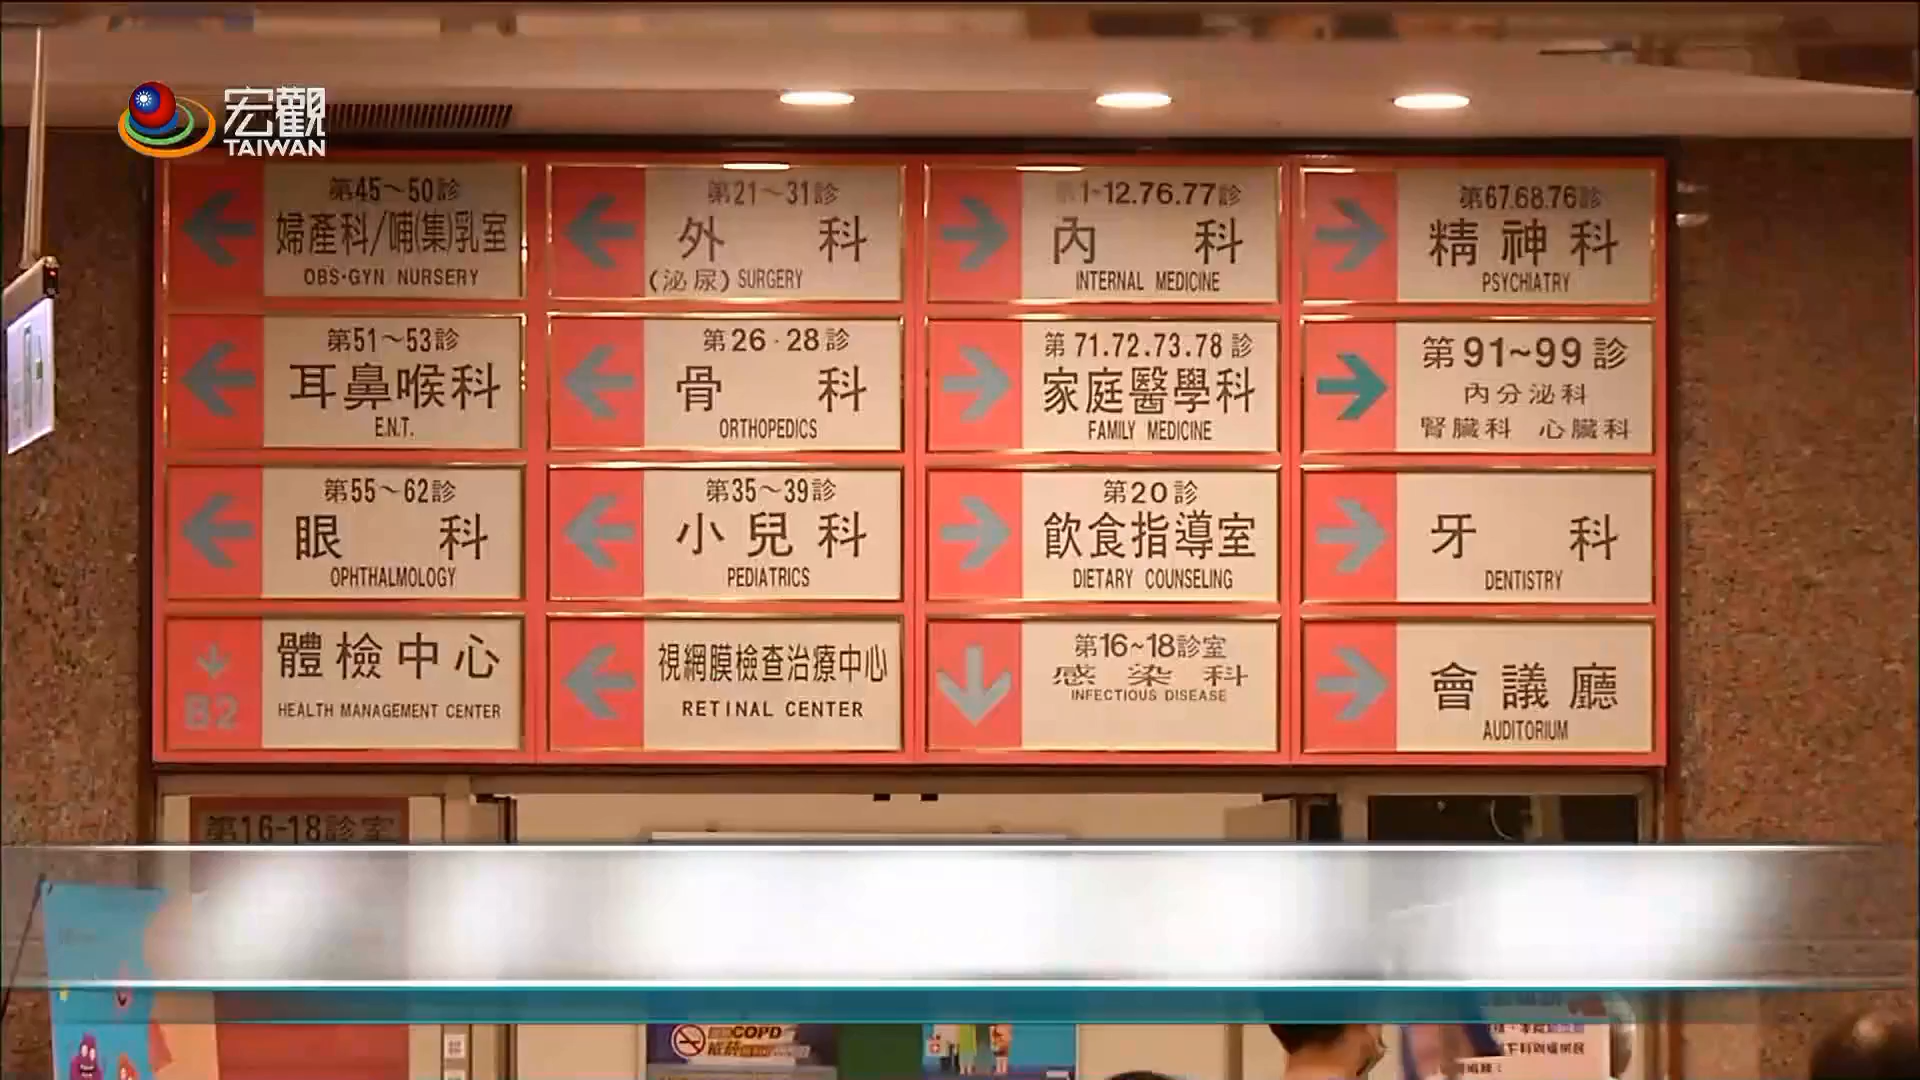 宏觀
TAIWAN
第45～50診
婦產科/哺(集)乳室
OBS-GYN NURSERY
第21～31診
外 科
(泌尿) SURGERY
第1-12.76.77診
內 科
INTERNAL MEDICINE
第67.68.76診
精神科
PSYCHIATRY
第51～53診
耳鼻喉科
E.N.T.
第26·28診
骨 科
ORTHOPEDICS
第71.72.73.78診
家庭醫學科
FAMILY MEDICINE
第91~99診
內分泌科
腎臟科 心臟科
第55～62診
眼 科
OPHTHALMOLOGY
第35～39診
小兒科
PEDIATRICS
第20診
飲食指導室
DIETARY COUNSELING
牙 科
DENTISTRY
B2
體檢中心
HEALTH MANAGEMENT CENTER
視網膜檢查治療中心
RETINAL CENTER
第16~18診室
感染科
INFECTIOUS DISEASE
會議廳
AUDITORIUM
第16-18診室
COPD